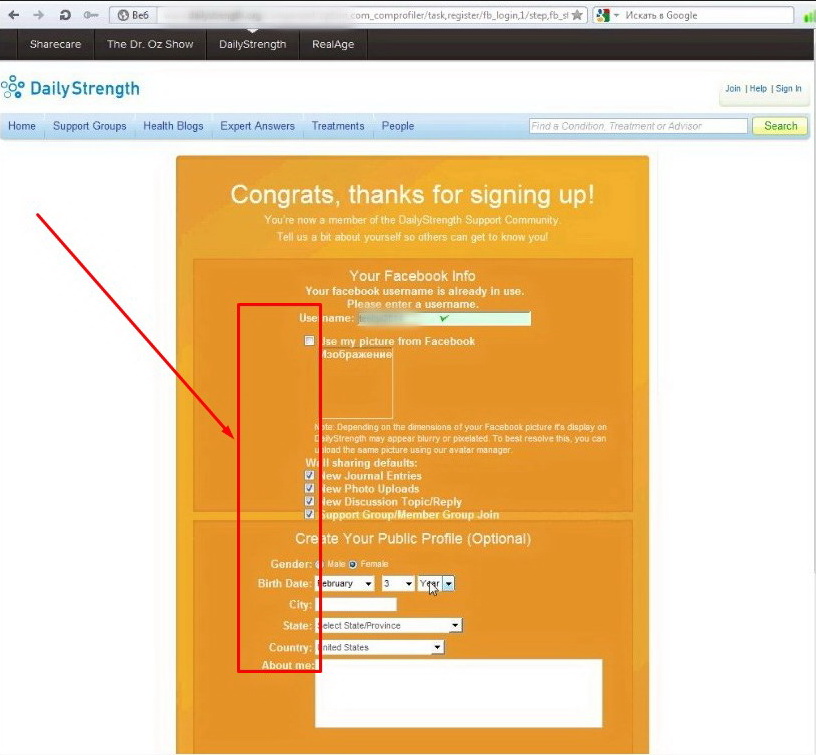 Веб
_comprofiler/task,register/fb_login,1/step,fb_st
Искать в Google
Sharecare The Dr. Oz Show DailyStrength RealAge
DailyStrength
Join | Help | Sign In
Home Support Groups Health Blogs Expert Answers Treatments People Find a Condition, Treatment or Advisor Search
Congrats, thanks for signing up!
You're now a member of the DailyStrength Support Community.
Tell us a bit about yourself so others can get to know you!
Your Facebook Info
Your facebook username is already in use.
Please enter a username.
Username:
Use my picture from Facebook
Изображение
Note: Depending on the dimensions of your Facebook picture it's display on
DailyStrength may appear blurry or pixelated. To best resolve this, you can
upload the same picture using our avatar manager.
Wall sharing defaults:
New Journal Entries
New Photo Uploads
New Discussion Topic/Reply
Support Group/Member Group Join
Create Your Public Profile (Optional)
Gender: Male Female
Birth Date: February 3 Year
City:
State: Select State/Province
Country: United States
About me: